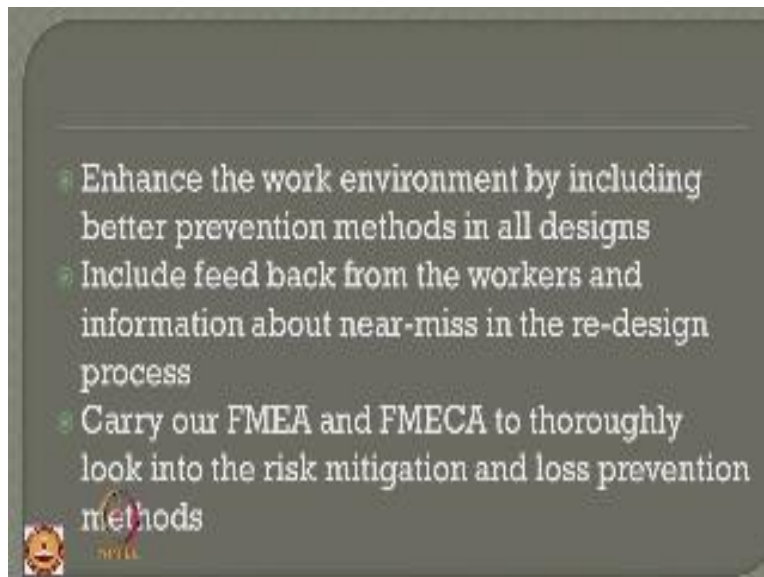 Enhance the work environment by including
better prevention methods in all designs
Include feed back from the workers and
information about near-miss in the re-design
process
Carry our FMEA and FMECA to thoroughly
look into the risk mitigation and loss prevention
methods
NPTEL